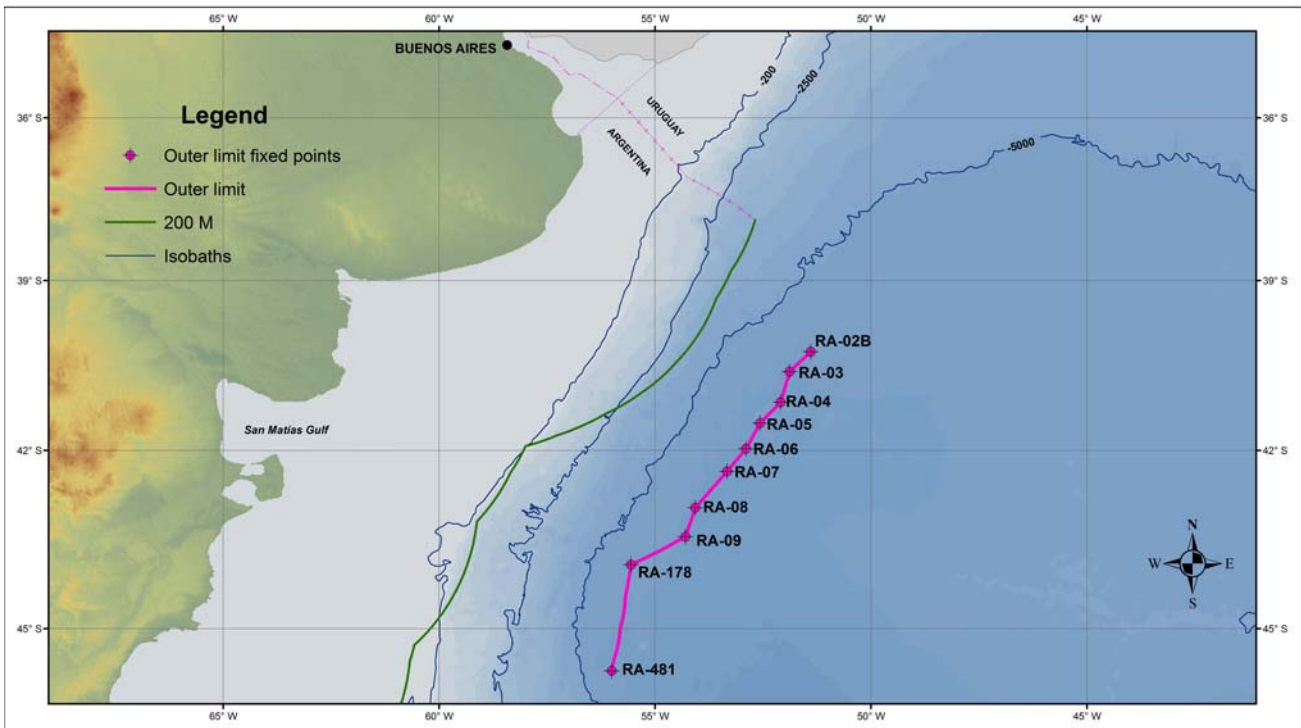 65° W 60° W 55° W 50° W 45° W
BUENOS AIRES
-200
-2500
36° S
36° S
URUGUAY
ARGENTINA
-5000
Legend
Outer limit fixed points
Outer limit
200 M
Isobaths
39° S
39° S
RA-02B
RA-03
RA-04
RA-05
San Matías Gulf
42° S
42° S
RA-06
RA-07
RA-08
RA-09
RA-178
N
W E
S
45° S
45° S
RA-481
65° W 60° W 55° W 50° W 45° W